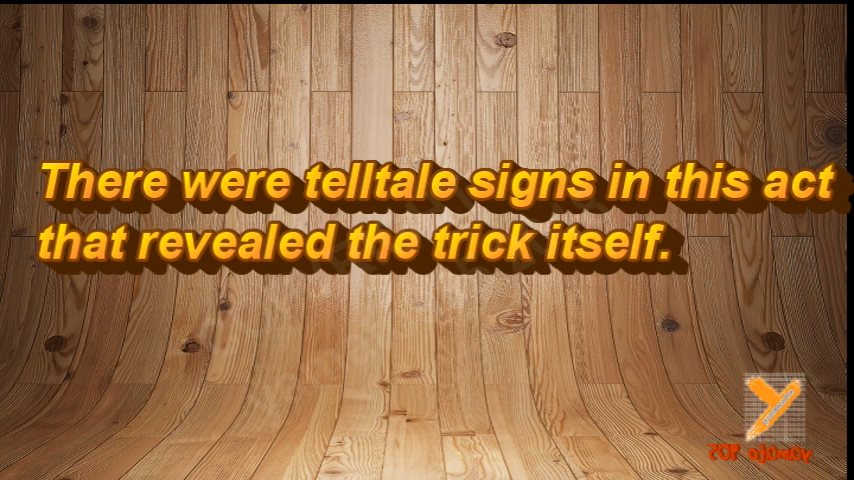 There were telltale signs in this act
that revealed the trick itself.